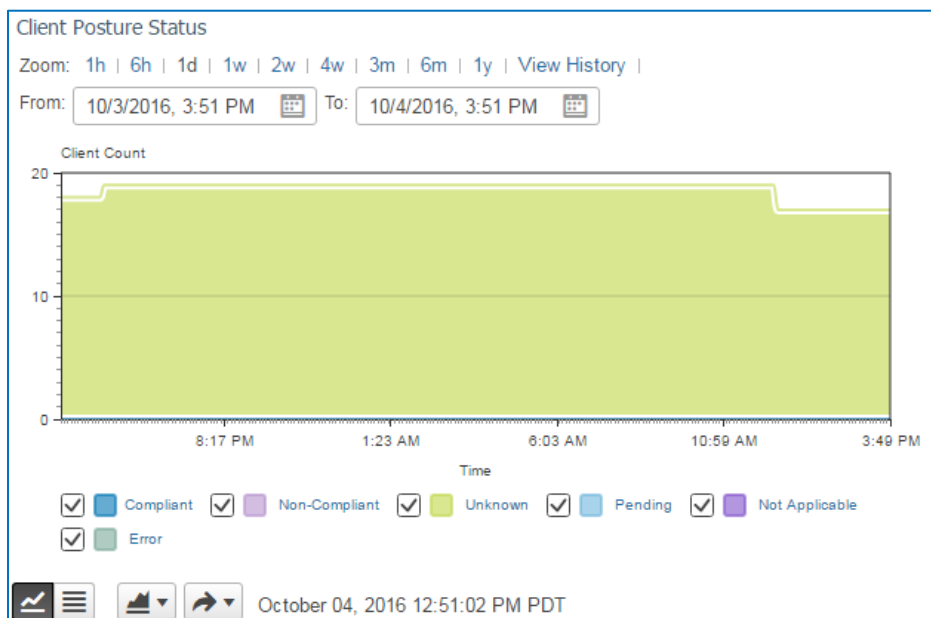 Client Posture Status
Zoom: 1h | 6h | 1d | 1w | 2w | 4w | 3m | 6m | 1y | View History |
From: 10/3/2016, 3:51 PM To: 10/4/2016, 3:51 PM
Client Count
20
10
0
8:17 PM 1:23 AM 6:03 AM 10:59 AM 3:49 PM
Time
Compliant Non-Compliant Unknown Pending Not Applicable
Error
October 04, 2016 12:51:02 PM PDT